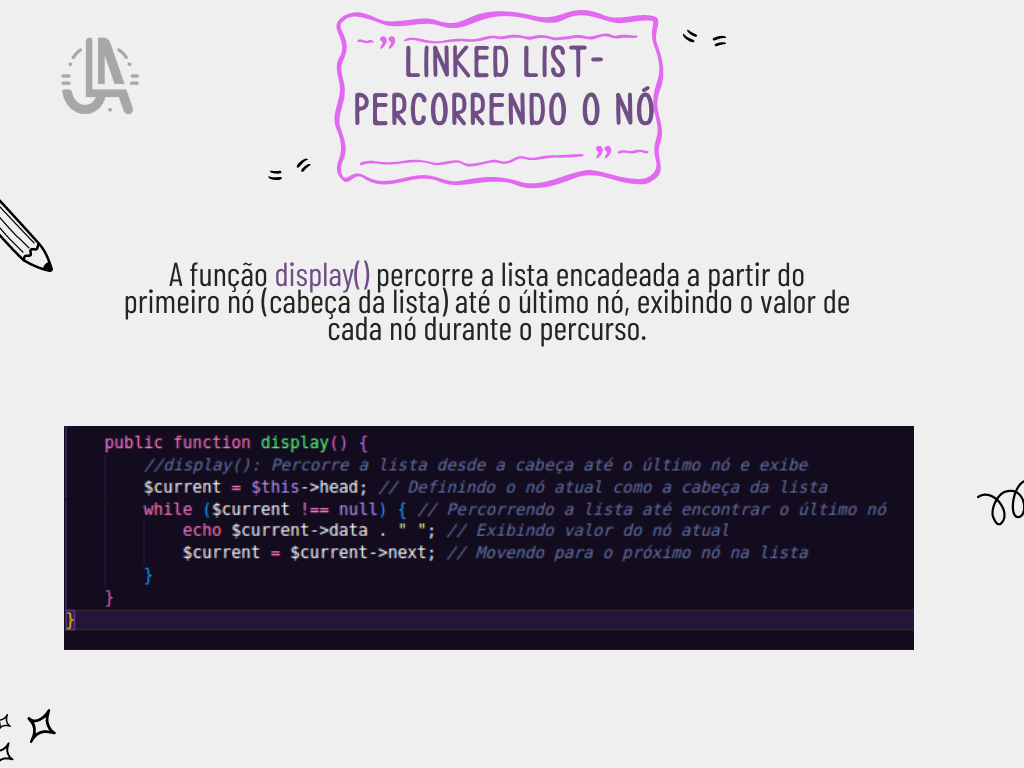 JLA
LINKED LIST-
PERCORRENDO O NÓ
A função display() percorre a lista encadeada a partir do
primeiro nó (cabeça da lista) até o último nó, exibindo o valor de
cada nó durante o percurso.
public function display() {
//display(): Percorre a lista desde a cabeça até o último nó e exibe
$current = $this->head; // Definindo o nó atual como a cabeça da lista
while ($current !== null) { // Percorrendo a lista até encontrar o último nó
echo $current->data . " "; // Exibindo valor do nó atual
$current = $current->next; // Movendo para o próximo nó na lista
}
}
}